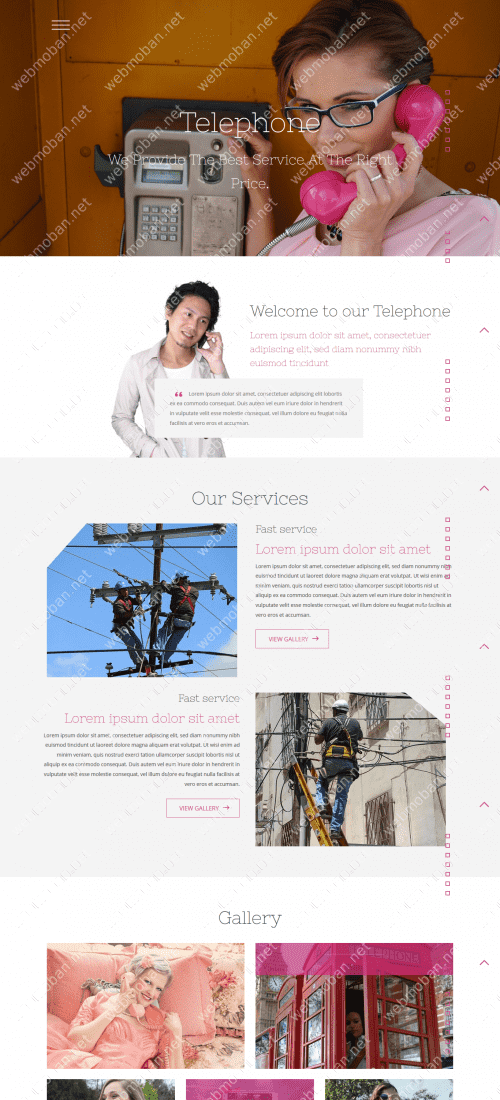 Telephone
We Provide The Best Service At The Right
Price.
Welcome to our Telephone
Lorem ipsum dolor sit amet, consectetuer
adipiscing elit, sed diam nonummy nibh
euismod tincidunt
Lorem ipsum dolor sit amet, consectetuer adipiscing elit lobortis
ex ea commodo consequat. Duis autem vel eum iriure dolor in hendrerit
in vulputate velit esse molestie consequat, vel illum dolore eu feugiat nulla
facilisis at vero eros et accumsan.
Our Services
Fast service
Lorem ipsum dolor sit amet
Lorem ipsum dolor sit amet, consectetuer adipiscing elit, sed diam nonummy nibh
euismod tincidunt ut laoreet dolore magna aliquam erat volutpat. Ut wisi enim ad
minim veniam, quis nostrud exerci tation ullamcorper suscipit lobortis nisl ut
aliquip ex ea commodo consequat. Duis autem vel eum iriure dolor in hendrerit in
vulputate velit esse molestie consequat, vel illum dolore eu feugiat nulla facilisis at
vero eros et accumsan.
VIEW GALLERY →
Fast service
Lorem ipsum dolor sit amet
Lorem ipsum dolor sit amet, consectetuer adipiscing elit, sed diam nonummy nibh
euismod tincidunt ut laoreet dolore magna aliquam erat volutpat. Ut wisi enim ad
minim veniam, quis nostrud exerci tation ullamcorper suscipit lobortis nisl ut
aliquip ex ea commodo consequat. Duis autem vel eum iriure dolor in hendrerit in
vulputate velit esse molestie consequat, vel illum dolore eu feugiat nulla facilisis at
vero eros et accumsan.
VIEW GALLERY →
Gallery
TELEPHONE
webmoban.net